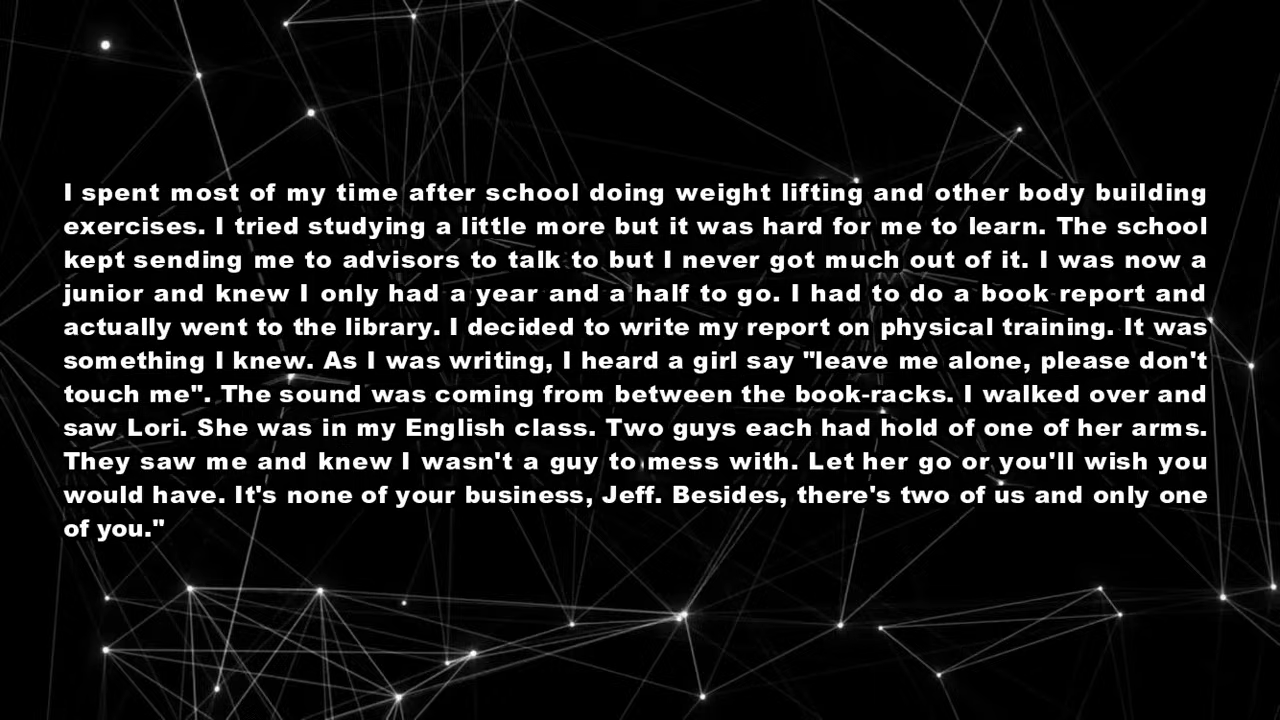 I spent most of my time after school doing weight lifting and other body building
exercises. I tried studying a little more but it was hard for me to learn. The school
kept sending me to advisors to talk to but I never got much out of it. I was now a
junior and knew I only had a year and a half to go. I had to do a book report and
actually went to the library. I decided to write my report on physical training. It was
something I knew. As I was writing, I heard a girl say "leave me alone, please don't
touch me". The sound was coming from between the book-racks. I walked over and
saw Lori. She was in my English class. Two guys each had hold of one of her arms.
They saw me and knew I wasn't a guy to mess with. Let her go or you'll wish you
would have. It's none of your business, Jeff. Besides, there's two of us and only one
of you."